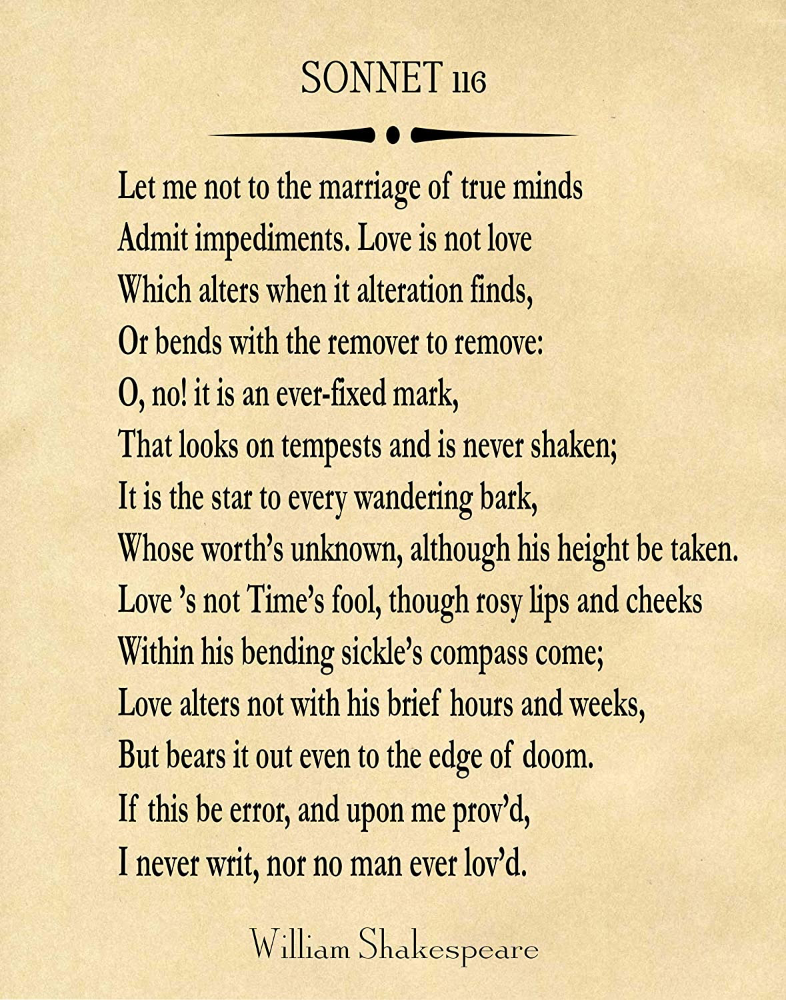 SONNET 116
Let me not to the marriage of true minds
Admit impediments. Love is not love
Which alters when it alteration finds,
Or bends with the remover to remove:
O, no! it is an ever-fixed mark,
That looks on tempests and is never shaken;
It is the star to every wandering bark,
Whose worth’s unknown, although his height be taken.
Love ’s not Time’s fool, though rosy lips and cheeks
Within his bending sickle’s compass come;
Love alters not with his brief hours and weeks,
But bears it out even to the edge of doom.
If this be error, and upon me prov’d,
I never writ, nor no man ever lov’d.
William Shakespeare